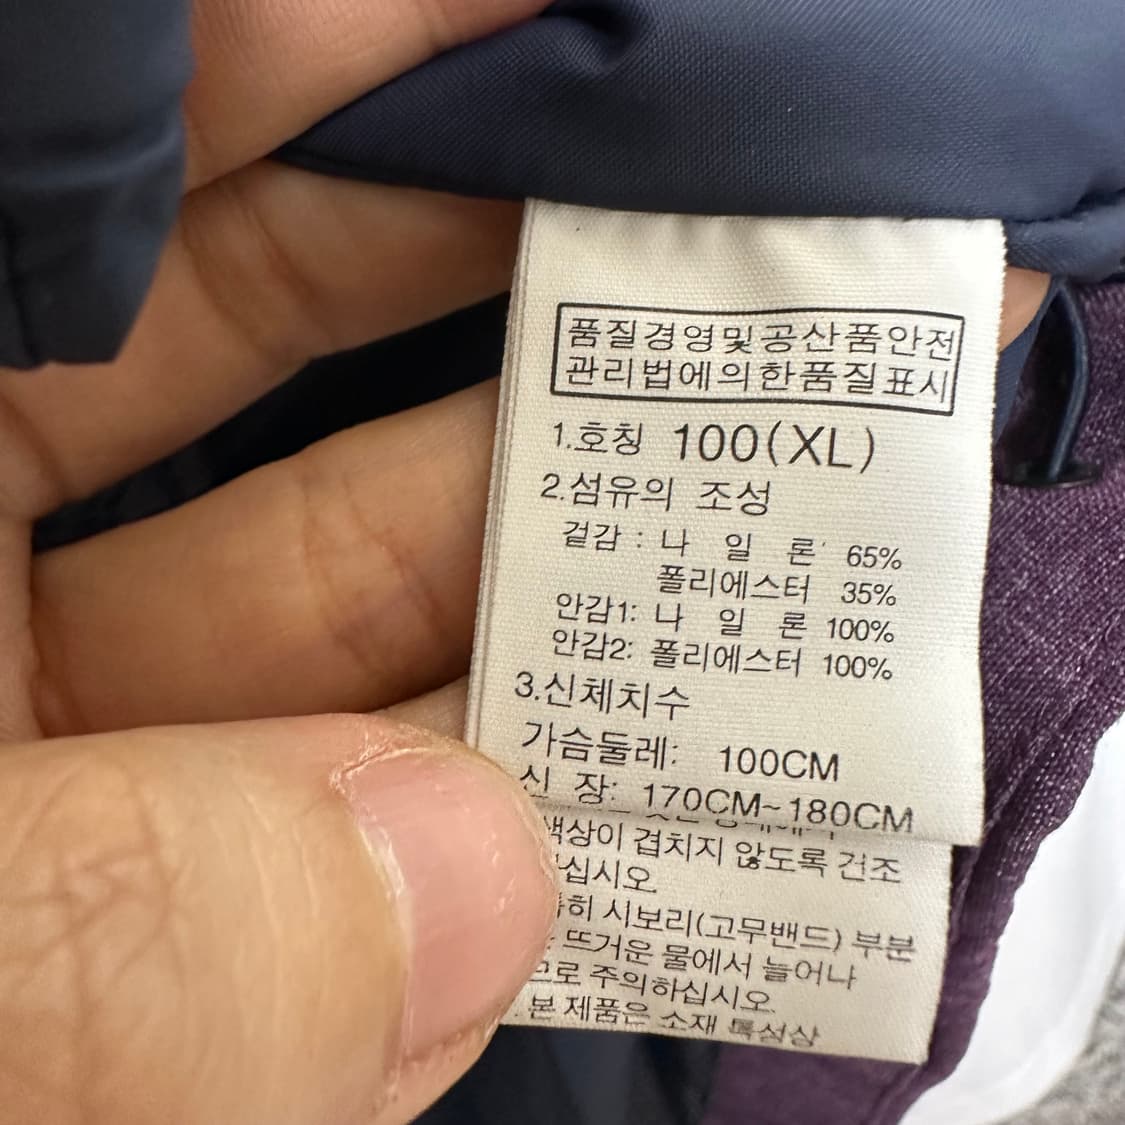 품질경영및공산품안전
관리법에의한품질표시
1.호칭 100(XL)
2.섬유의 조성
겉감 : 나 일 론 65%
폴리에스터 35%
안감1: 나 일 론 100%
안감2: 폴리에스터 100%
3.신체치수
가슴둘레: 100CM
신 장: 170CM~180CM
색상이 겹치지 않도록 건조
십시오
특히 시보리(고무밴드) 부분
뜨거운 물에서 늘어나
므로 주의하십시오.
본 제품은 소재 특성상